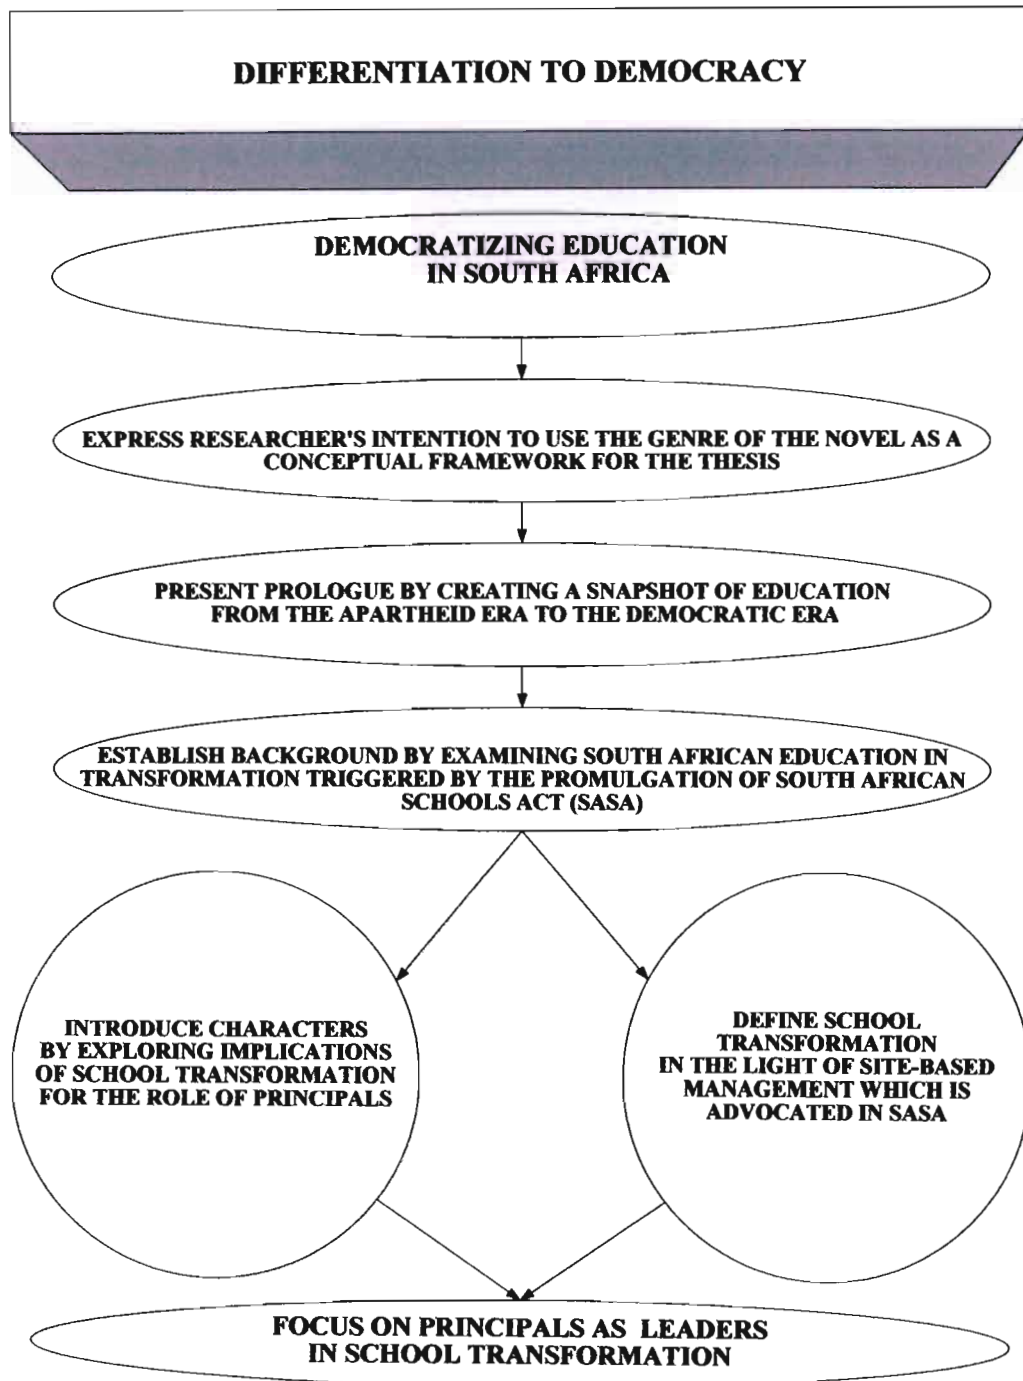 DIFFERENTIATION TO DEMOCRACY
DEMOCRATIZING EDUCATION
IN SOUTH AFRICA
EXPRESS RESEARCHER'S INTENTION TO USE THE GENRE OF THE NOVEL AS A
CONCEPTUAL FRAMEWORK FOR THE THESIS
PRESENT PROLOGUE BY CREATING A SNAPSHOT OF EDUCATION
FROM THE APARTHEID ERA TO THE DEMOCRATIC ERA
ESTABLISH BACKGROUND BY EXAMINING SOUTH AFRICAN EDUCATION IN
TRANSFORMATION TRIGGERED BY THE PROMULGATION OF SOUTH AFRICAN
SCHOOLS ACT (SASA)
INTRODUCE CHARACTERS
BY EXPLORING IMPLICATIONS
OF SCHOOL TRANSFORMATION
FOR THE ROLE OF PRINCIPALS
DEFINE SCHOOL
TRANSFORMATION
IN THE LIGHT OF SITE-BASED
MANAGEMENT WHICH IS
ADVOCATED IN SASA
FOCUS ON PRINCIPALS AS LEADERS
IN SCHOOL TRANSFORMATION